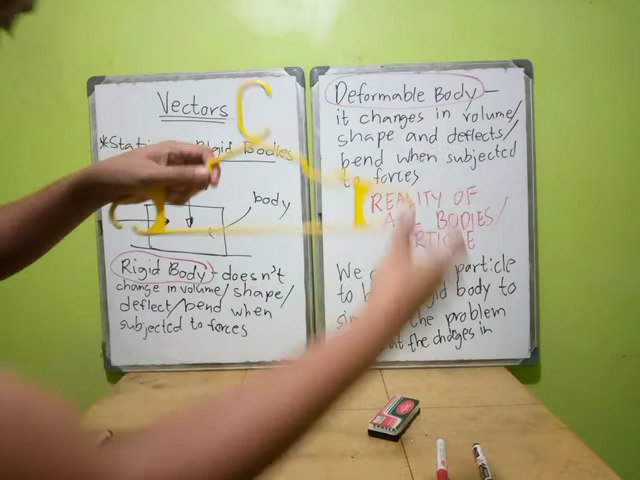 Vectors
*Stat Rigid Bodies
body
Rigid Body - doesn't
change in volume/shape/
deflect/bend when
subjected to forces
Deformable Body -
it changes in volume/
shape and deflects/
bend when subjected
to forces
REALITY OF
BODIES/
We particle
to body to
the problem
the changes in